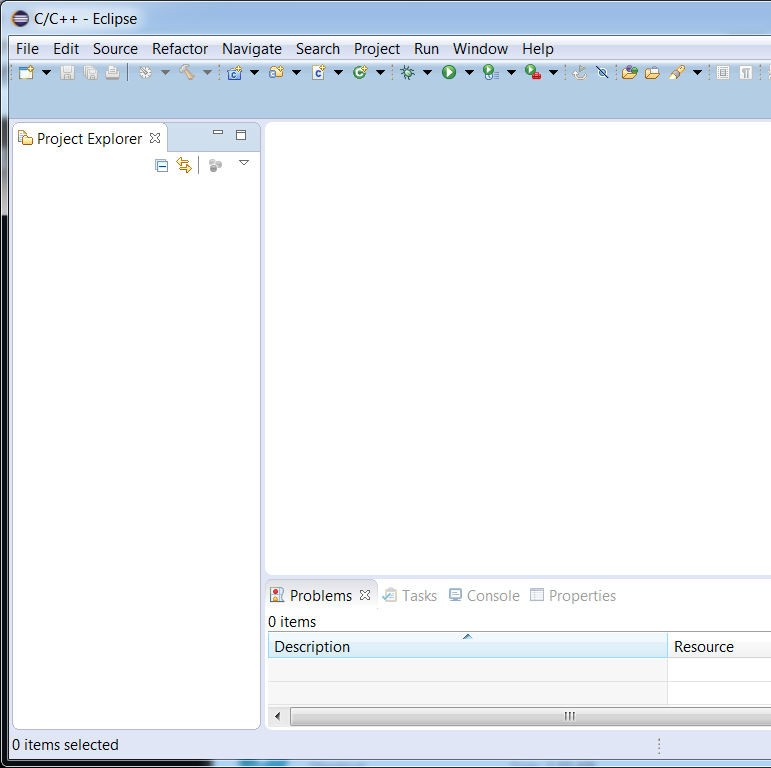 C/C++ - Eclipse
File Edit Source Refactor Navigate Search Project Run Window Help
Project Explorer
Problems Tasks Console Properties
0 items
Description Resource
0 items selected